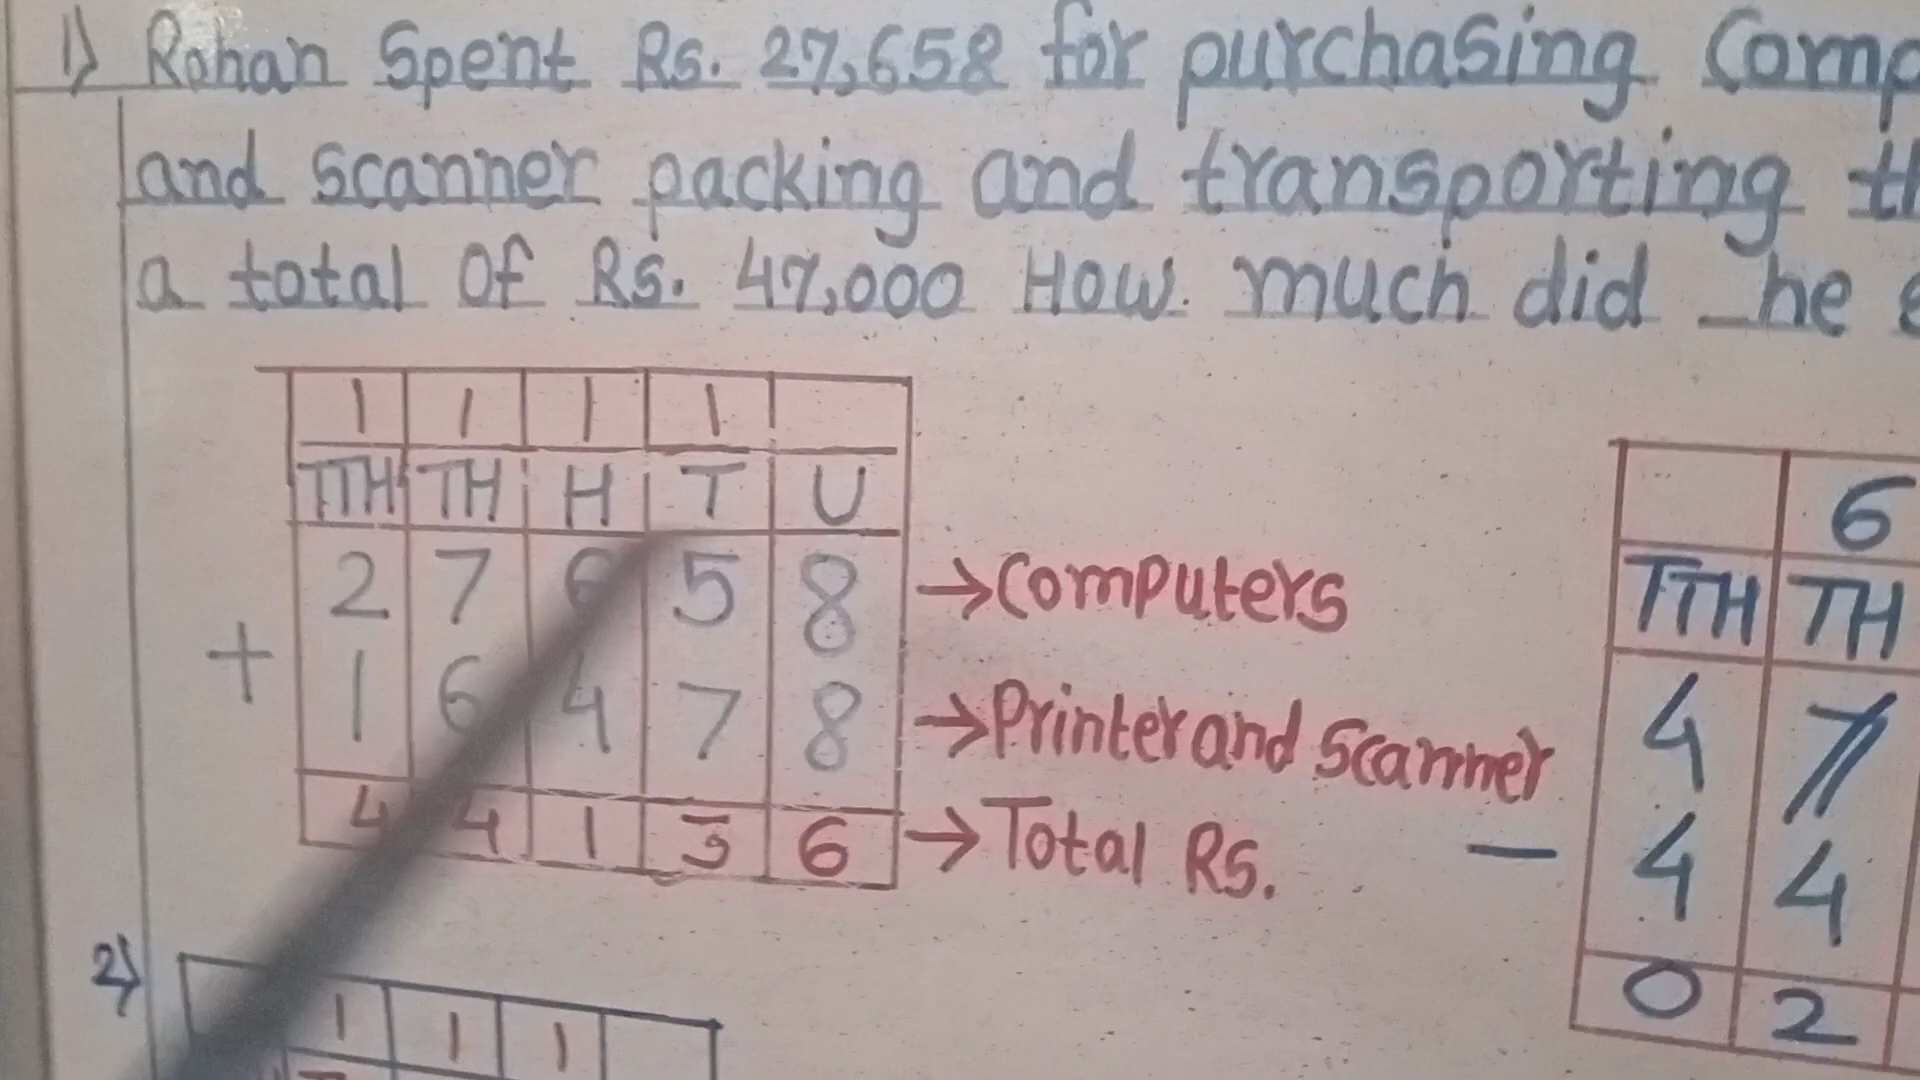 1) Rohan Spent Rs. 27,658 for purchasing Comp
and scanner packing and transporting th
a total of Rs. 47,000 How. much did he
1 1 1 1
TTH TH H T U
2 7 6 5 8 →Computers
+ 1 6 4 7 8 →Printer and Scanner
4 4 1 3 6 →Total Rs.
6
TTH TH
4 7
- 4 4
0 2
2)
1 1 1